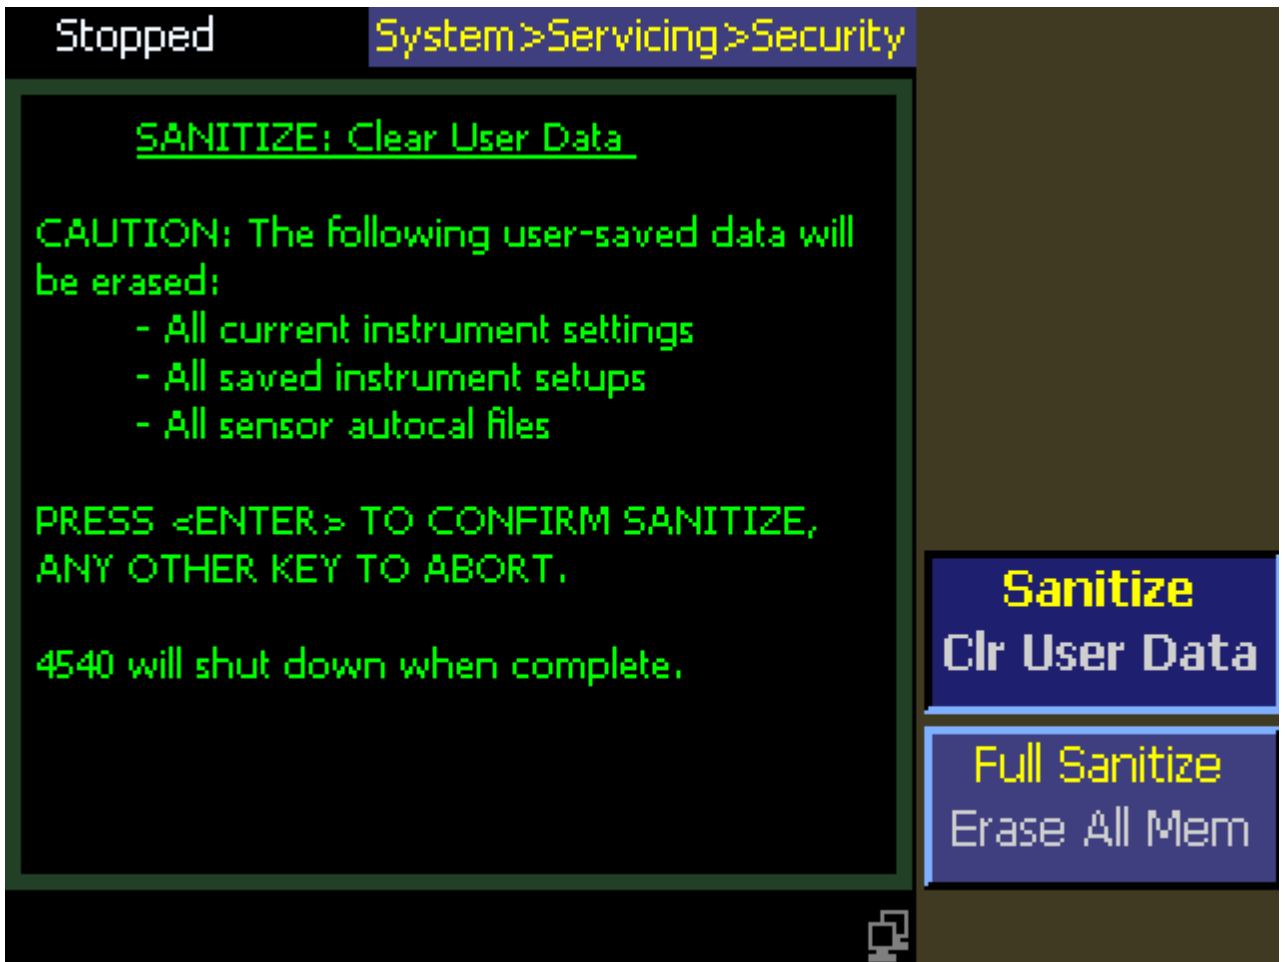 Stopped
System>Servicing>Security
SANITIZE: Clear User Data
CAUTION: The following user-saved data will
be erased:
- All current instrument settings
- All saved instrument setups
- All sensor autocal files
PRESS <ENTER> TO CONFIRM SANITIZE,
ANY OTHER KEY TO ABORT.
4540 will shut down when complete.
Sanitize
Clr User Data
Full Sanitize
Erase All Mem